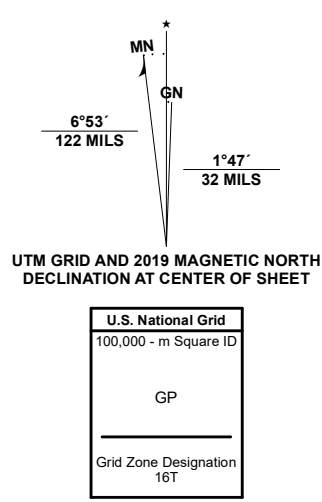 MN
GN
6°53´
122 MILS
1°47´
32 MILS
UTM GRID AND 2019 MAGNETIC NORTH
DECLINATION AT CENTER OF SHEET
U.S. National Grid
100,000 - m Square ID
GP
Grid Zone Designation
16T